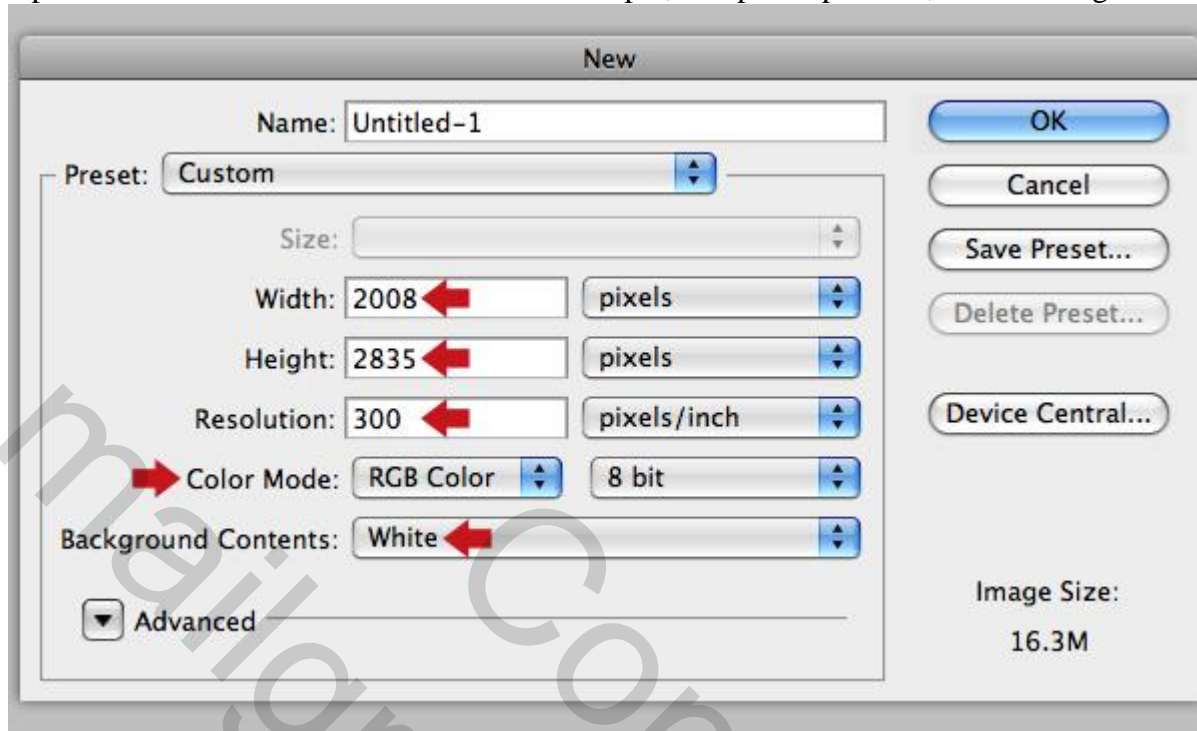 New
Name: Untitled-1
OK
Preset: Custom
Cancel
Size:
Save Preset...
Width: 2008 pixels
Delete Preset...
Height: 2835 pixels
Resolution: 300 pixels/inch
Device Central...
Color Mode: RGB Color 8 bit
Background Contents: White
Advanced
Image Size:
16.3M